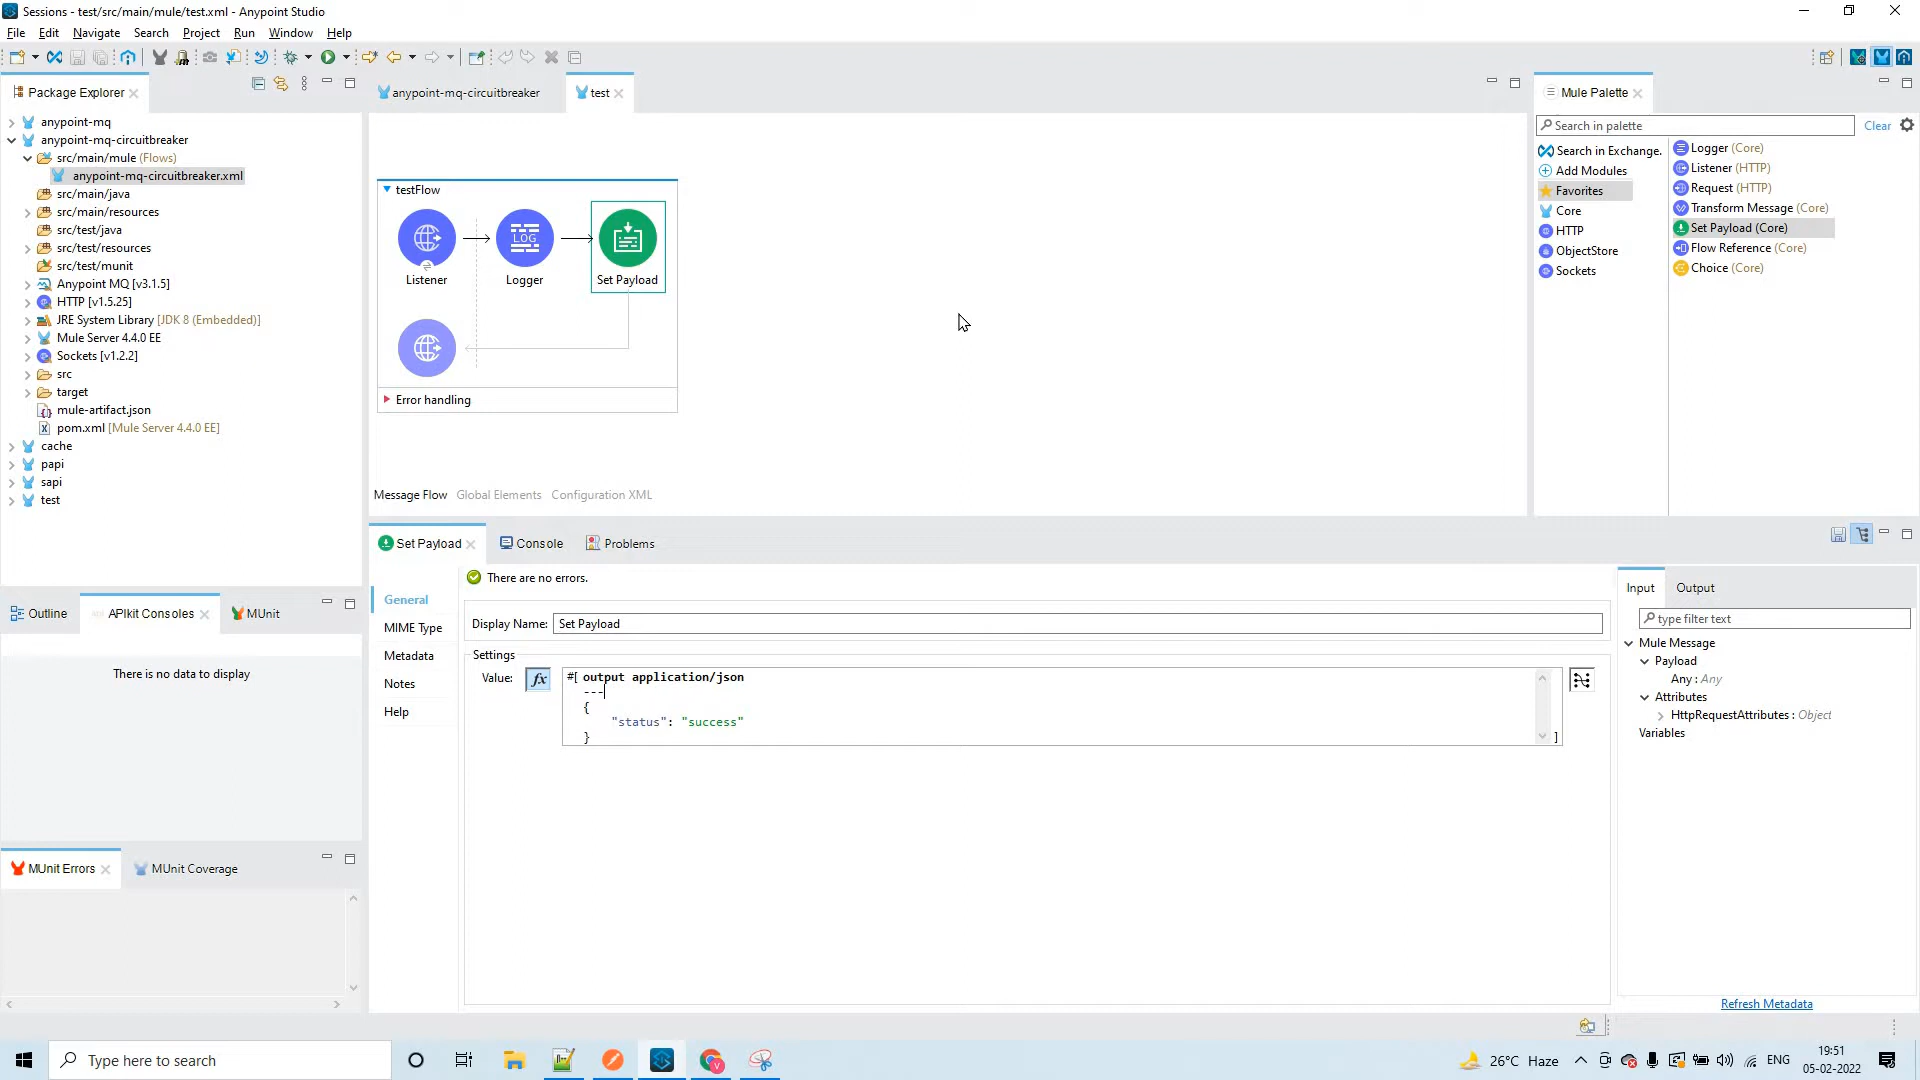 Sessions - test/src/main/mule/test.xml - Anypoint Studio
File Edit Navigate Search Project Run Window Help
Package Explorer
anypoint-mq
anypoint-mq-circuitbreaker
src/main/mule (Flows)
anypoint-mq-circuitbreaker.xml
src/main/java
src/main/resources
src/test/java
src/test/resources
src/test/munit
Anypoint MQ [v3.1.5]
HTTP [v1.5.25]
JRE System Library [JDK 8 (Embedded)]
Mule Server 4.4.0 EE
Sockets [v1.2.2]
src
target
mule-artifact.json
pom.xml [Mule Server 4.4.0 EE]
cache
papi
sapi
test
Outline APIkit Consoles MUnit
There is no data to display
MUnit Errors MUnit Coverage
anypoint-mq-circuitbreaker test
testFlow
Listener LOG Logger Set Payload
Error handling
Message Flow Global Elements Configuration XML
Mule Palette
Search in palette Clear
Search in Exchange.
Add Modules
Favorites
Core
HTTP
ObjectStore
Sockets
Logger (Core)
Listener (HTTP)
Request (HTTP)
Transform Message (Core)
Set Payload (Core)
Flow Reference (Core)
Choice (Core)
Set Payload Console Problems
There are no errors.
General
MIME Type
Metadata
Notes
Help
Display Name: Set Payload
Settings
Value: fx #[ output application/json
---
{
"status": "success"
} ]
Input Output
type filter text
Mule Message
Payload
Any : Any
Attributes
HttpRequestAttributes : Object
Variables
Refresh Metadata
Type here to search
26°C Haze
ENG
19:51
05-02-2022